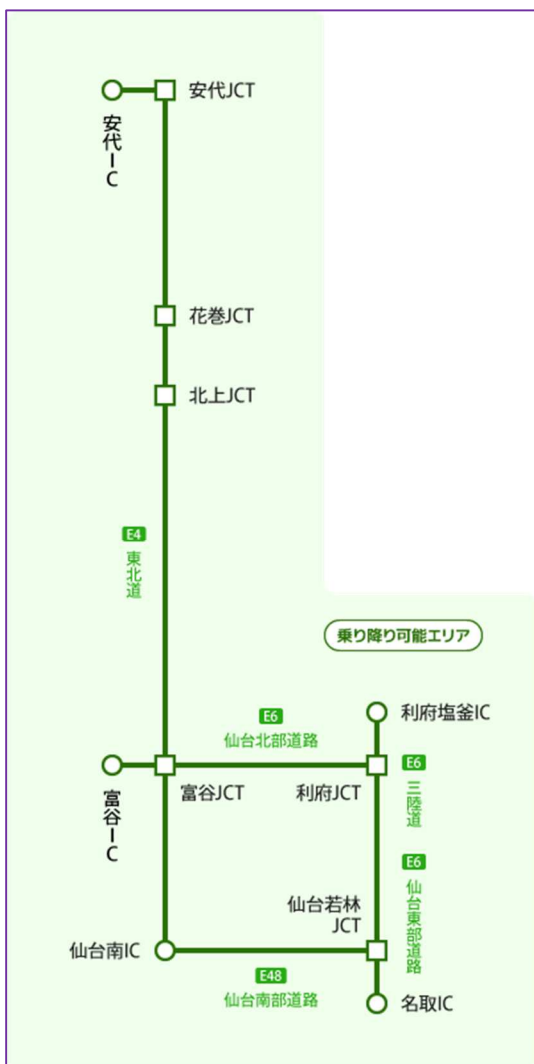 安代JCT
安代IC
花巻JCT
北上JCT
E4
東北道
乗り降り可能エリア
利府塩釜IC
E6
仙台北部道路
富谷IC
富谷JCT
利府JCT
E6
三陸道
E6
仙台東部道路
仙台若林
JCT
仙台南IC
E48
仙台南部道路
名取IC